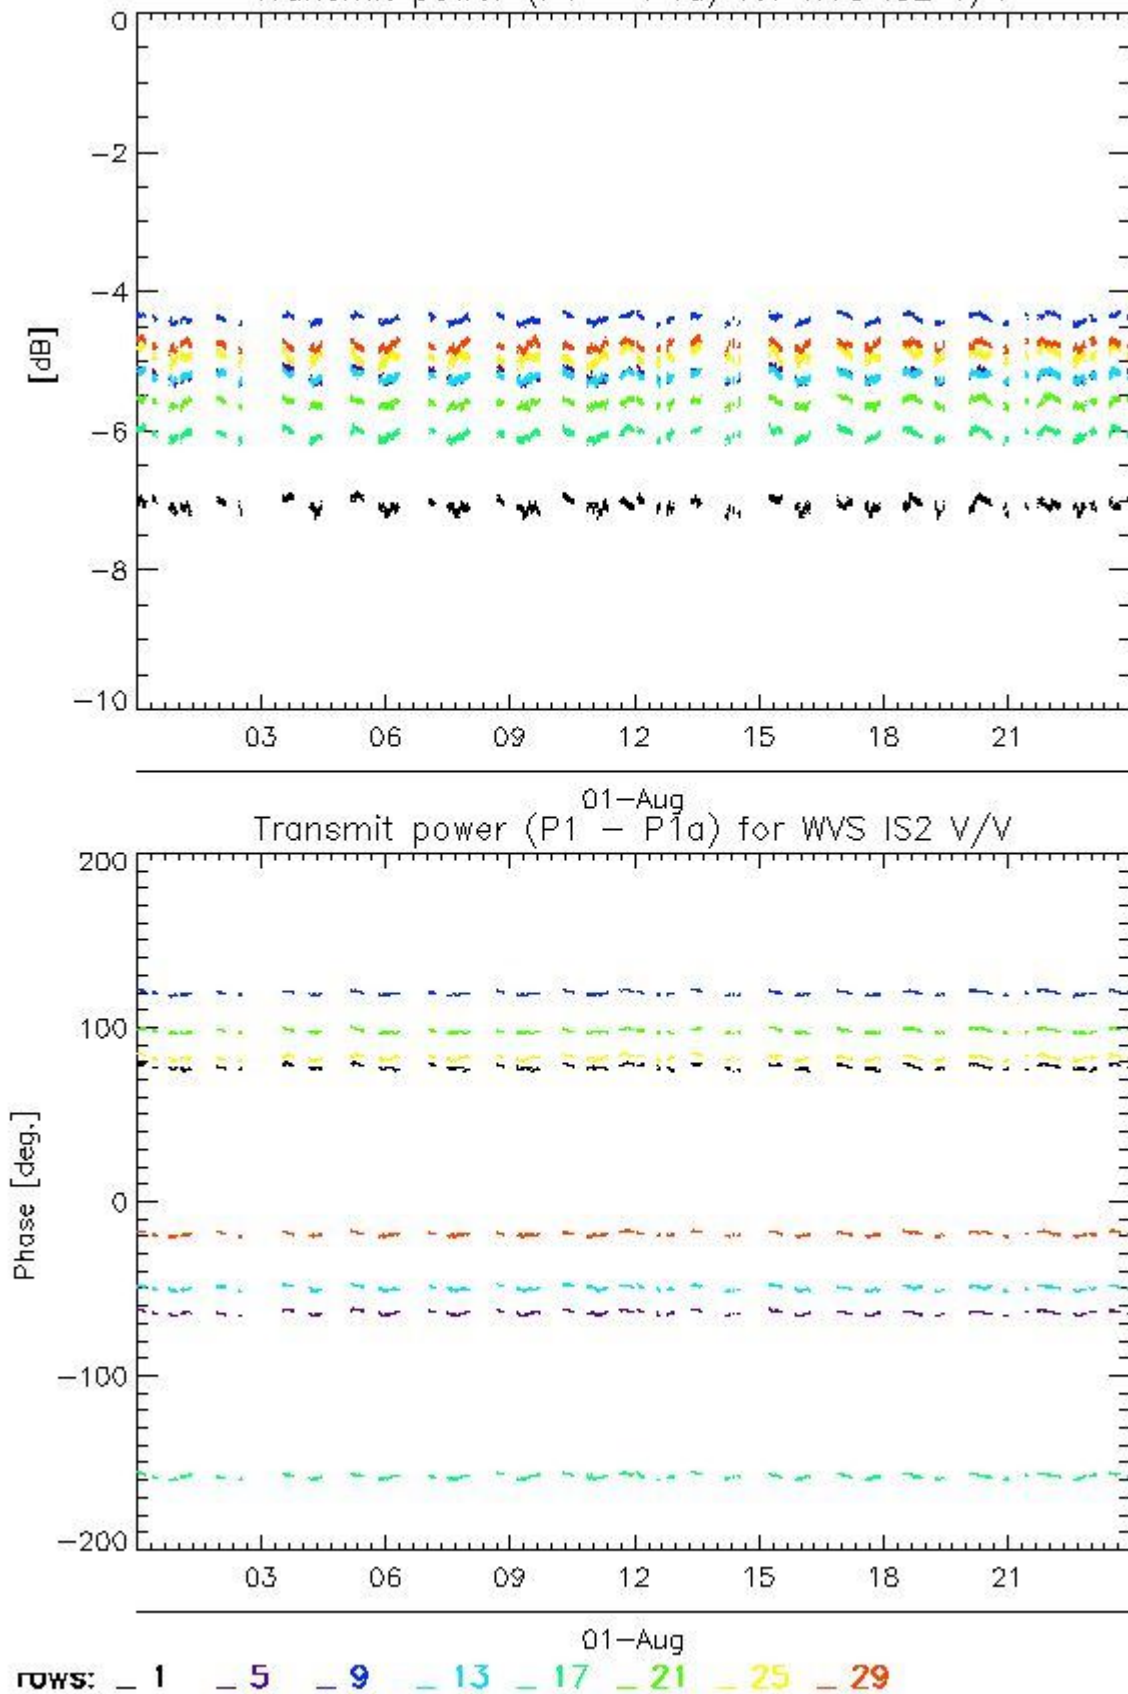 0
-2
-4
[dB]
-6
-8
-10
03 06 09 12 15 18 21
01-Aug
Transmit power (P1 - P1a) for WVS IS2 V/V
200
100
0
Phase [deg.]
-100
-200
03 06 09 12 15 18 21
01-Aug
rows: _ 1 _ 5 _ 9 _ 13 _ 17 _ 21 _ 25 _ 29